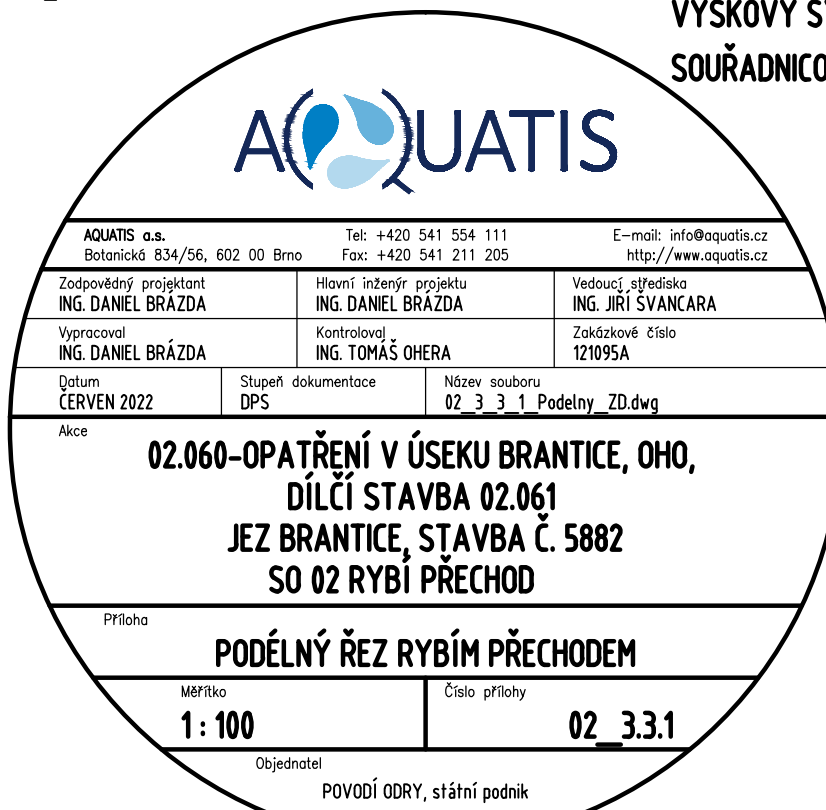 VÝŠKOVÝ
SOUŘADNICO
AQUATIS
AQUATIS a.s. Tel: +420 541 554 111 E-mail: info@aquatis.cz
Botanická 834/56, 602 00 Brno Fax: +420 541 211 205 http://www.aquatis.cz
Zodpovědný projektant Hlavní inženýr projektu Vedoucí střediska
ING. DANIEL BRÁZDA ING. DANIEL BRÁZDA ING. JIŘÍ ŠVANCARA
Vypracoval Kontroloval Zakázkové číslo
ING. DANIEL BRÁZDA ING. TOMÁŠ OHERA 121095A
Datum Stupeň dokumentace Název souboru
ČERVEN 2022 DPS 02_3_3_1_Podelny_ZD.dwg
Akce
02.060-OPATŘENÍ V ÚSEKU BRANTICE, OHO,
DÍLČÍ STAVBA 02.061
JEZ BRANTICE, STAVBA Č. 5882
SO 02 RYBÍ PŘECHOD
Příloha
PODÉLNÝ ŘEZ RYBÍM PŘECHODEM
Měřítko Číslo přílohy
1 : 100 02_3.3.1
Objednatel
POVODÍ ODRY, státní podnik